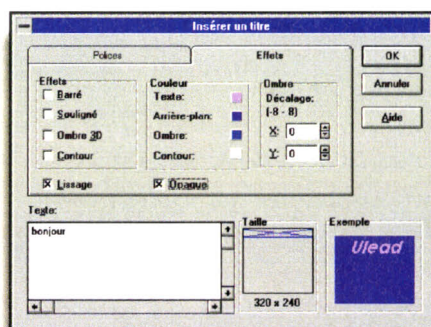 Insérer un titre
Polices
Effets
OK
Annuler
Aide
Effets
Barré
Souligné
Ombre 3D
Contour
Couleur
Texte:
Arrière-plan:
Ombre:
Contour:
Ombre
Décalage:
(-8 - 8)
X: 0
Y: 0
Lissage
Opaque
Texte:
bonjour
Taille
320 x 240
Exemple
Ulead